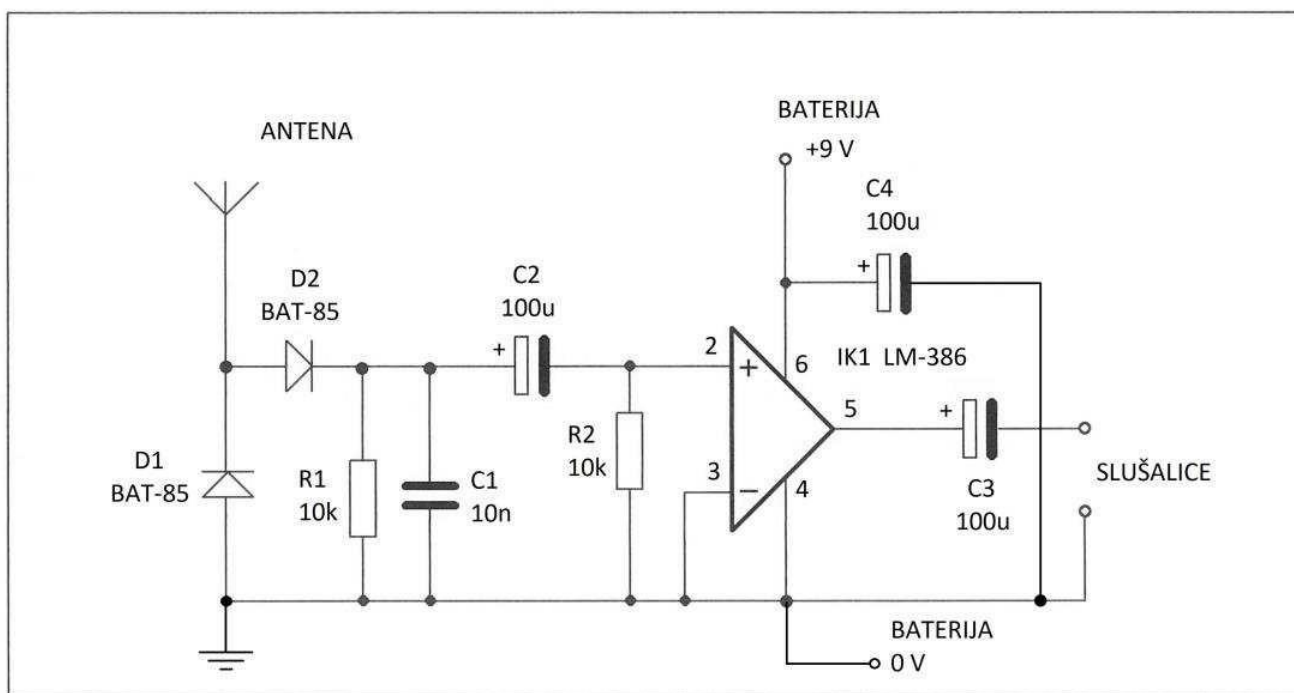 ANTENA
BATERIJA
+9 V
C4
100u
+
D2
BAT-85
C2
100u
+
2
+
6
IK1 LM-386
5
+
D1
BAT-85
R1
10k
C1
10n
R2
10k
3
−
4
C3
100u
SLUŠALICE
BATERIJA
0 V